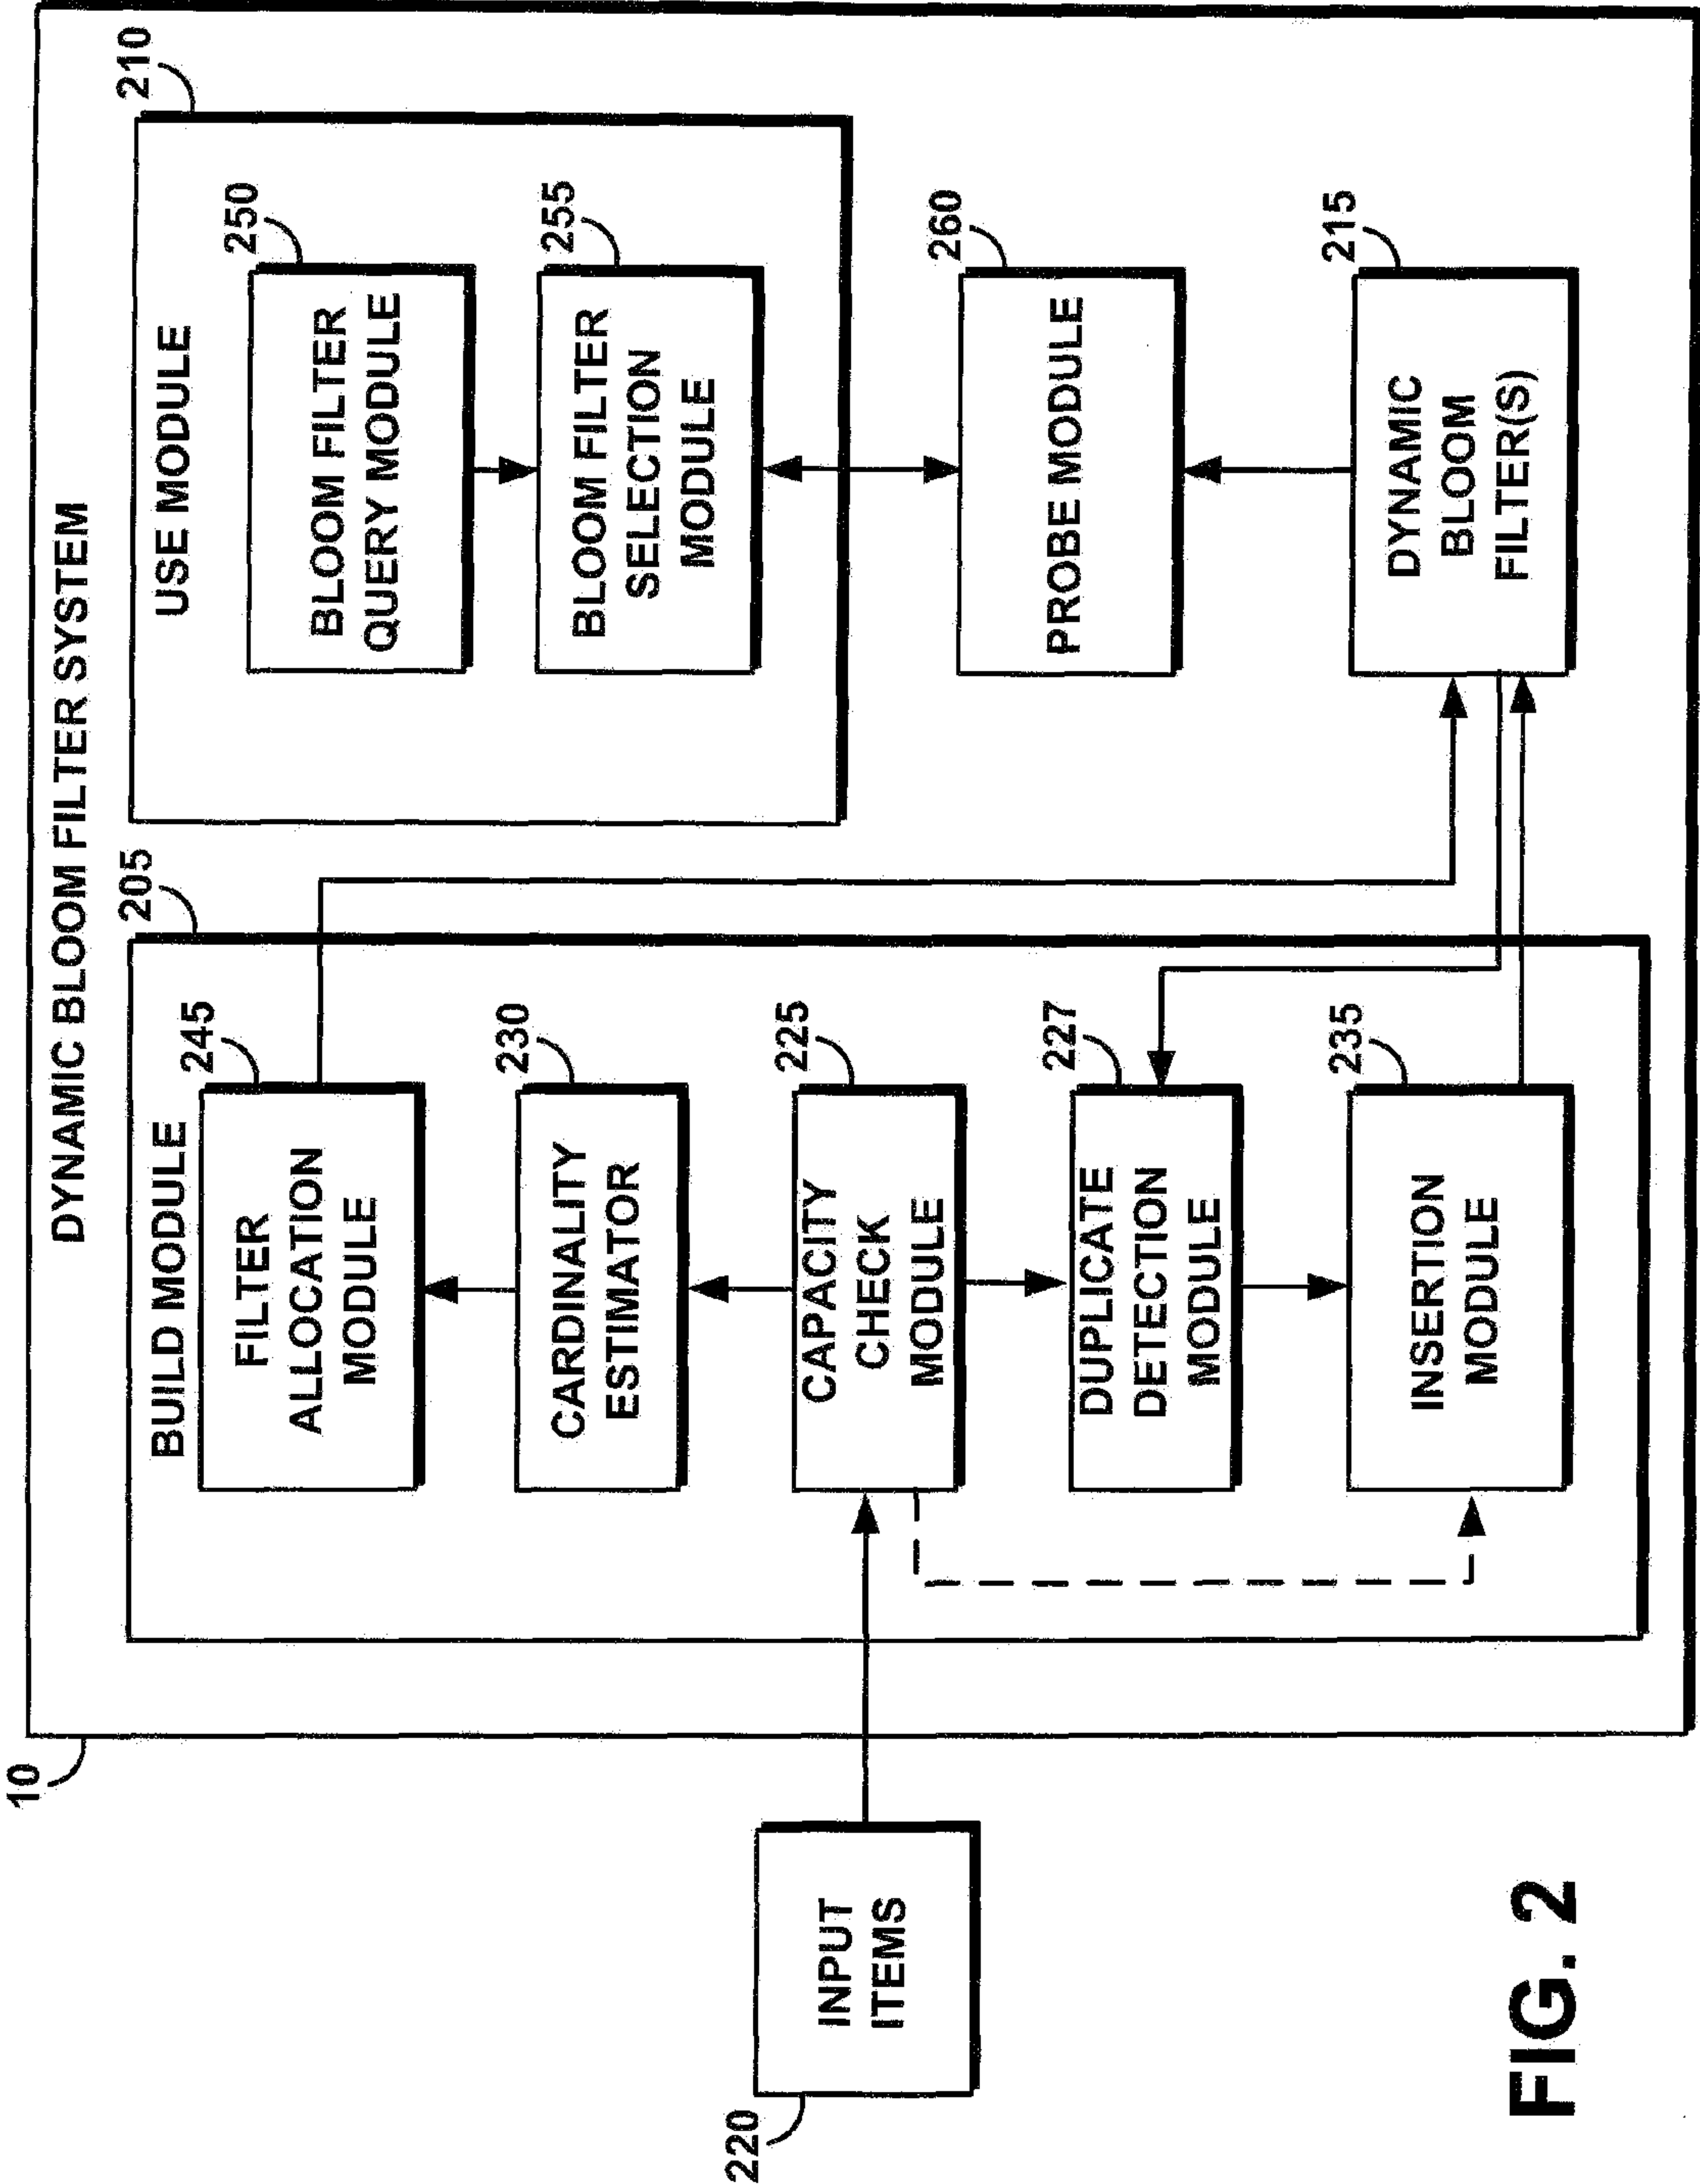 DYNAMIC BLOOM FILTER SYSTEM
10
BUILD MODULE
205
FILTER
ALLOCATION
MODULE
245
CARDINALITY
ESTIMATOR
230
CAPACITY
CHECK
MODULE
225
DUPLICATE
DETECTION
MODULE
227
INSERTION
MODULE
235
USE MODULE
210
BLOOM FILTER
QUERY MODULE
250
BLOOM FILTER
SELECTION
MODULE
255
PROBE MODULE
260
DYNAMIC
BLOOM
FILTER(S)
215
INPUT
ITEMS
220
FIG. 2